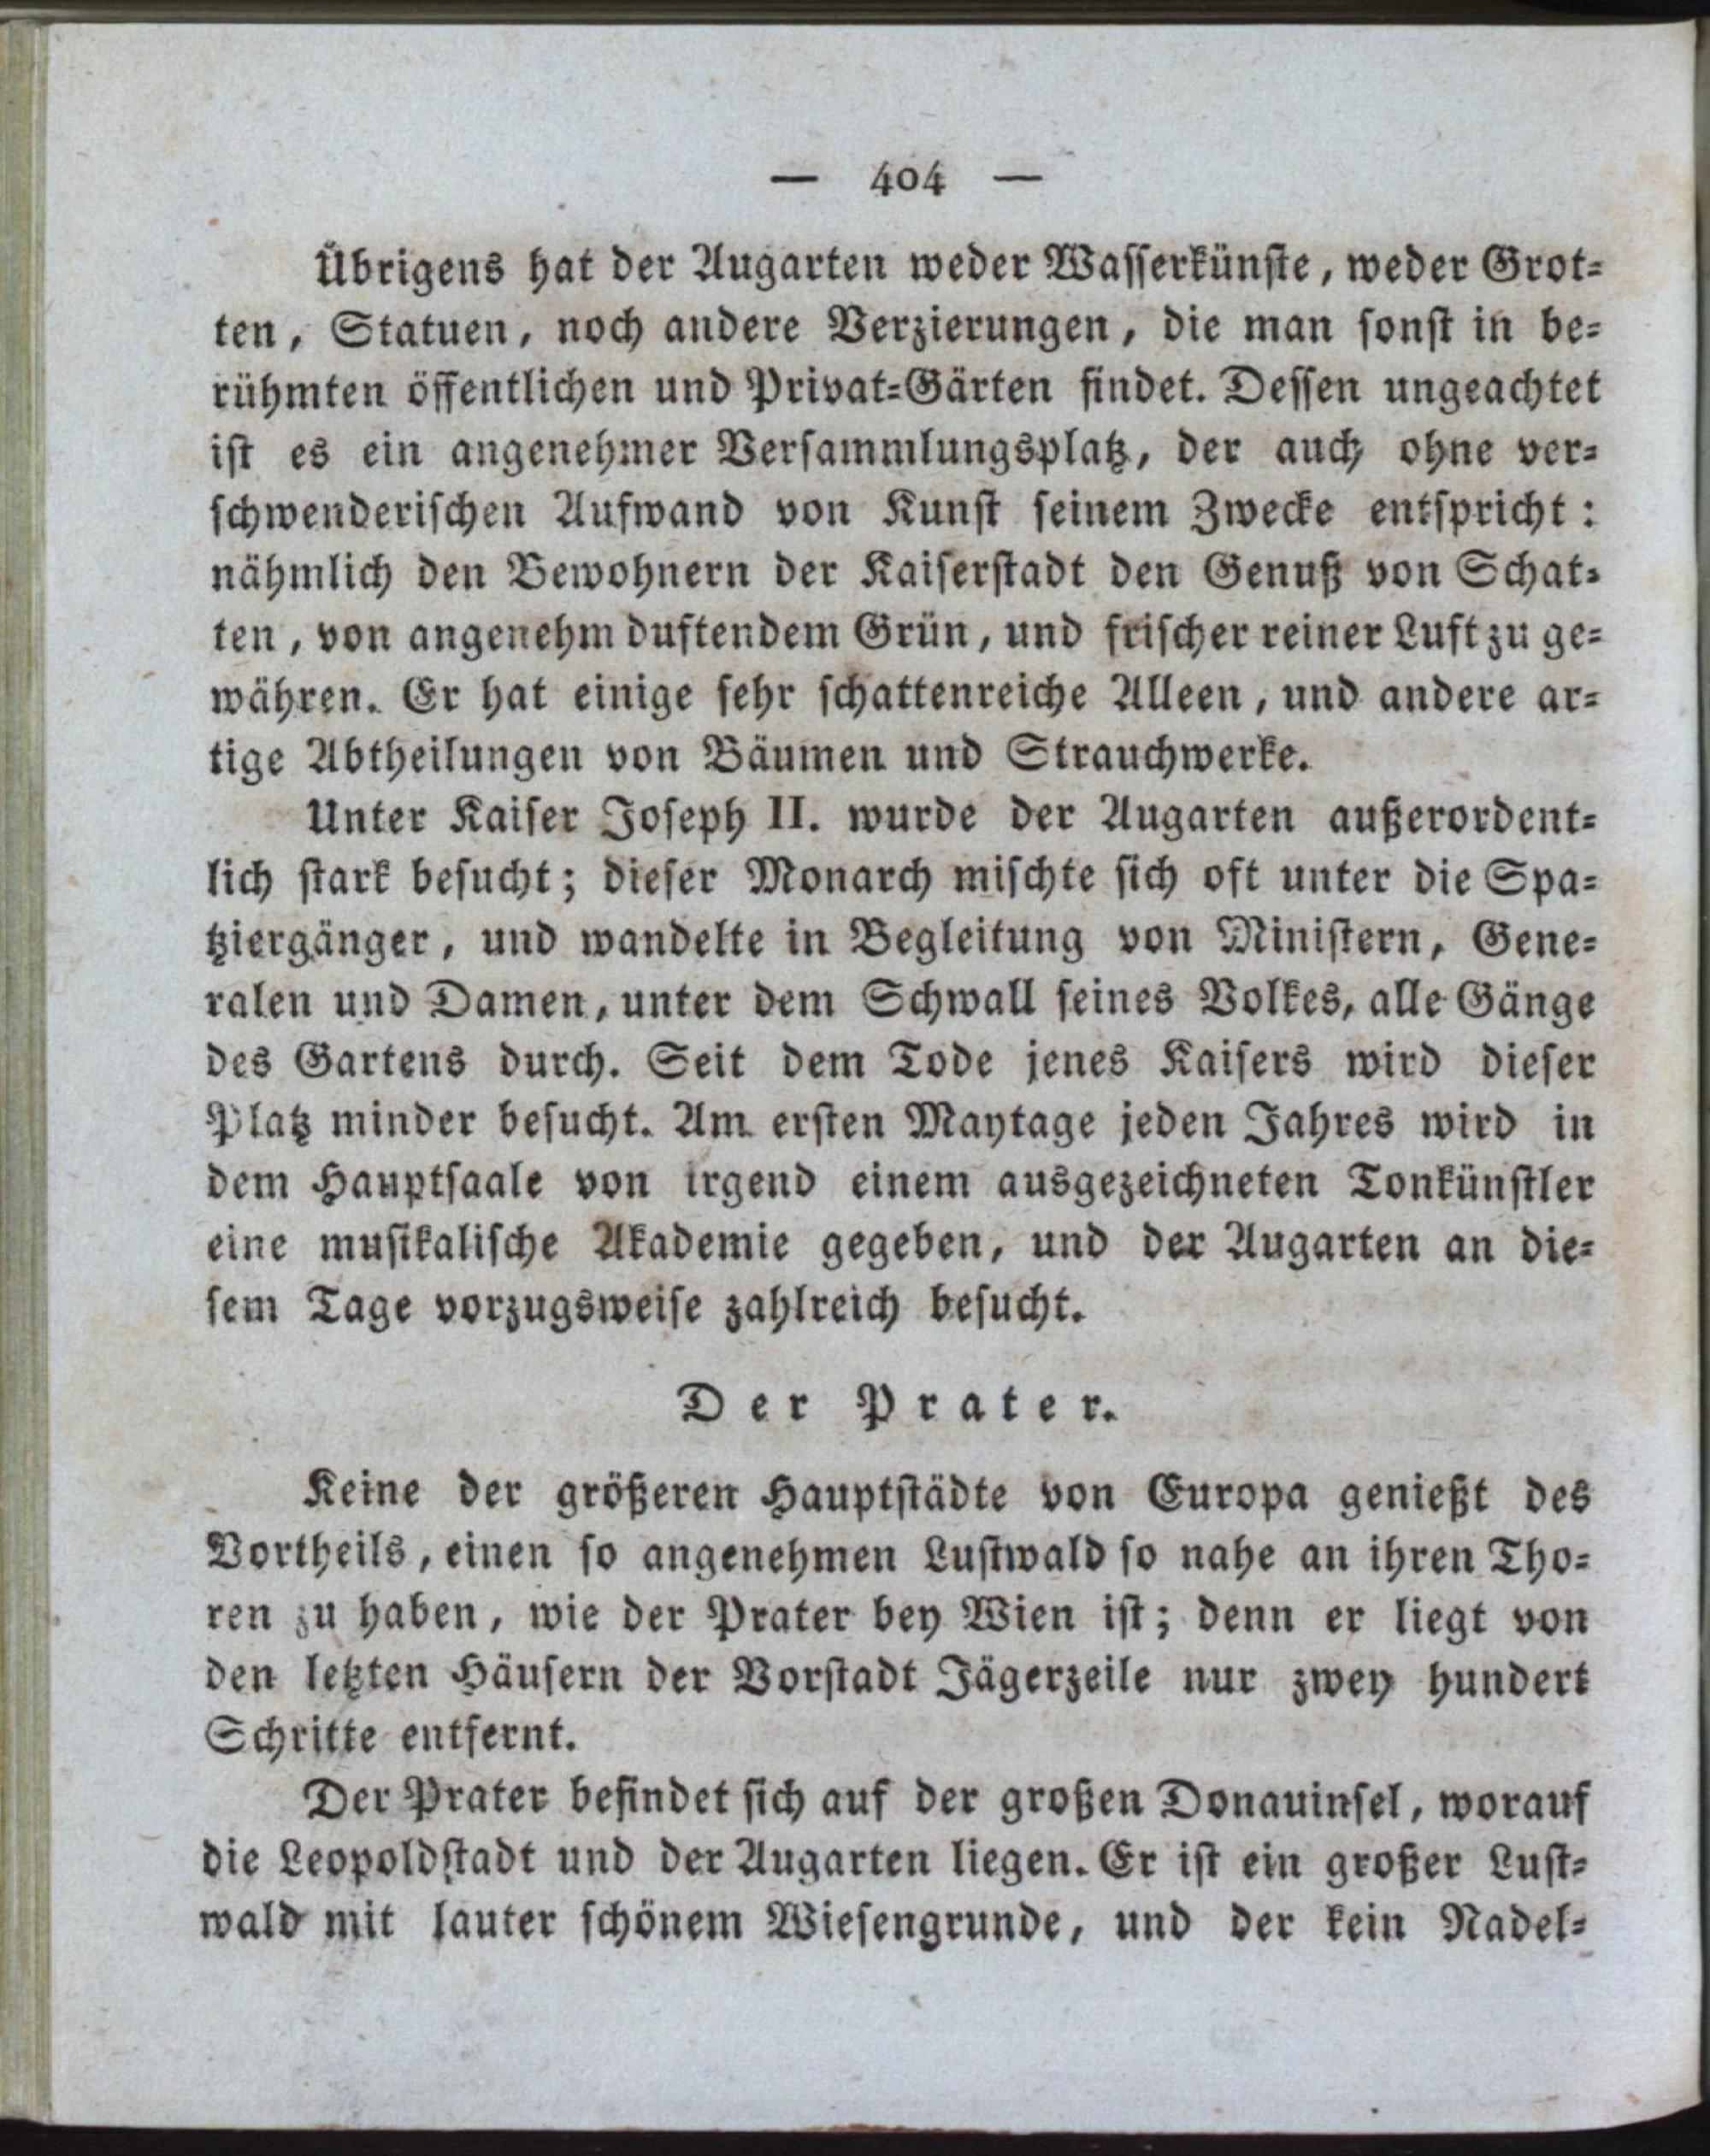 — 404 —
Übrigens hat der Augarten weder Wasserkünste, weder Grot-
ten, Statuen, noch andere Verzierungen, die man sonst in be-
rühmten öffentlichen und Privat-Gärten findet. Dessen ungeachtet
ist es ein angenehmer Versammlungsplatz, der auch ohne ver-
schwenderischen Aufwand von Kunst seinem Zwecke entspricht:
nähmlich den Bewohnern der Kaiserstadt den Genuß von Schat-
ten, von angenehm duftendem Grün, und frischer reiner Luft zu ge-
währen. Er hat einige sehr schattenreiche Alleen, und andere ar-
tige Abtheilungen von Bäumen und Strauchwerke.
Unter Kaiser Joseph II. wurde der Augarten außerordent-
lich stark besucht; dieser Monarch mischte sich oft unter die Spa-
tziergänger, und wandelte in Begleitung von Ministern, Gene-
ralen und Damen, unter dem Schwall seines Volkes, alle Gänge
des Gartens durch. Seit dem Tode jenes Kaisers wird dieser
Platz minder besucht. Am ersten Maytage jeden Jahres wird in
dem Hauptsaale von irgend einem ausgezeichneten Tonkünstler
eine musikalische Akademie gegeben, und der Augarten an die-
sem Tage vorzugsweise zahlreich besucht.
Der Prater.
Keine der größeren Hauptstädte von Europa genießt des
Vortheils, einen so angenehmen Lustwald so nahe an ihren Tho-
ren zu haben, wie der Prater bey Wien ist; denn er liegt von
den letzten Häusern der Vorstadt Jägerzeile nur zwey hundert
Schritte entfernt.
Der Prater befindet sich auf der großen Donauinsel, worauf
die Leopoldstadt und der Augarten liegen. Er ist ein großer Lust-
wald mit lauter schönem Wiesengrunde, und der kein Nadel-